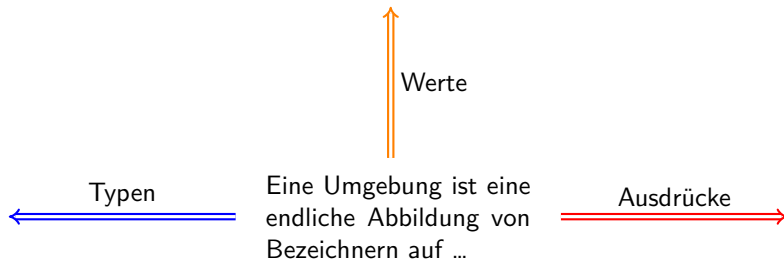 Werte
Typen
Eine Umgebung ist eine
endliche Abbildung von
Bezeichnern auf …
Ausdrücke